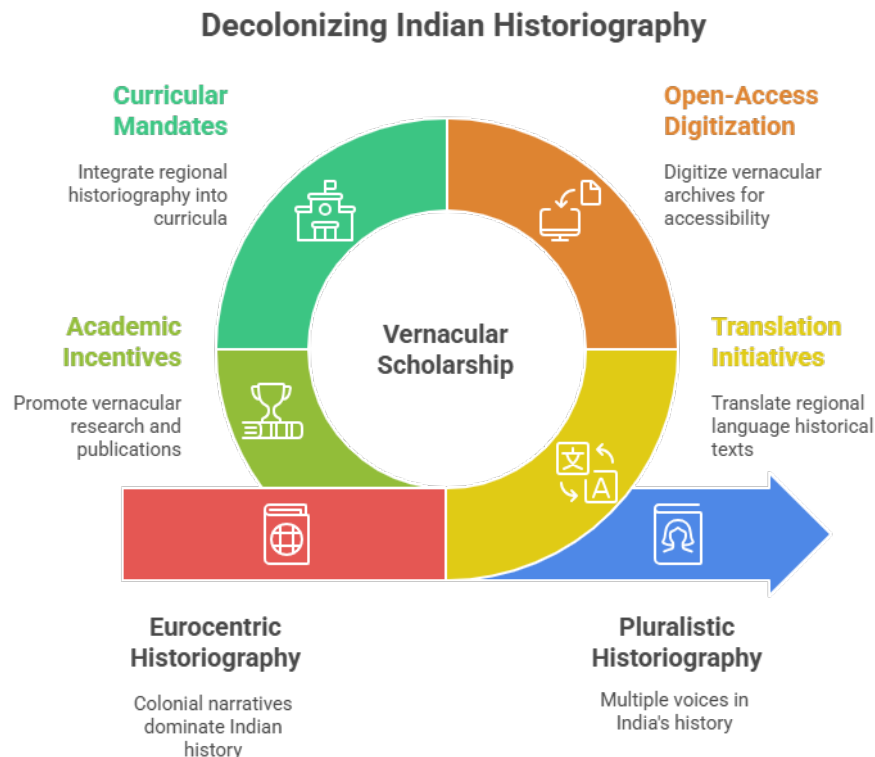 Decolonizing Indian Historiography
Curricular
Mandates
Integrate regional
historiography into
curricula
Open-Access
Digitization
Digitize vernacular
archives for
accessibility
Academic
Incentives
Promote vernacular
research and
publications
Vernacular
Scholarship
Translation
Initiatives
Translate regional
language historical
texts
文
A
Eurocentric
Historiography
Colonial narratives
dominate Indian
history
Pluralistic
Historiography
Multiple voices in
India's history